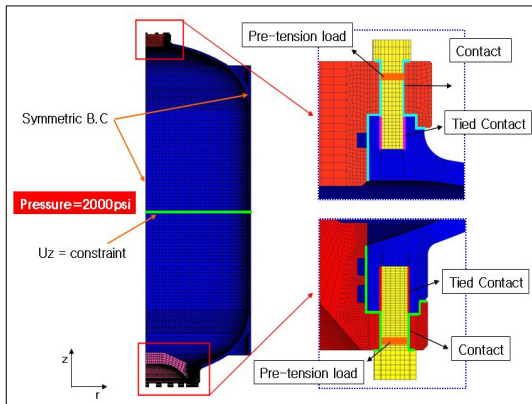 Pre-tension load
Contact
Symmetric B.C
Tied Contact
Pressure=2000psi
Uz = constraint
Tied Contact
Contact
Pre-tension load
z
r